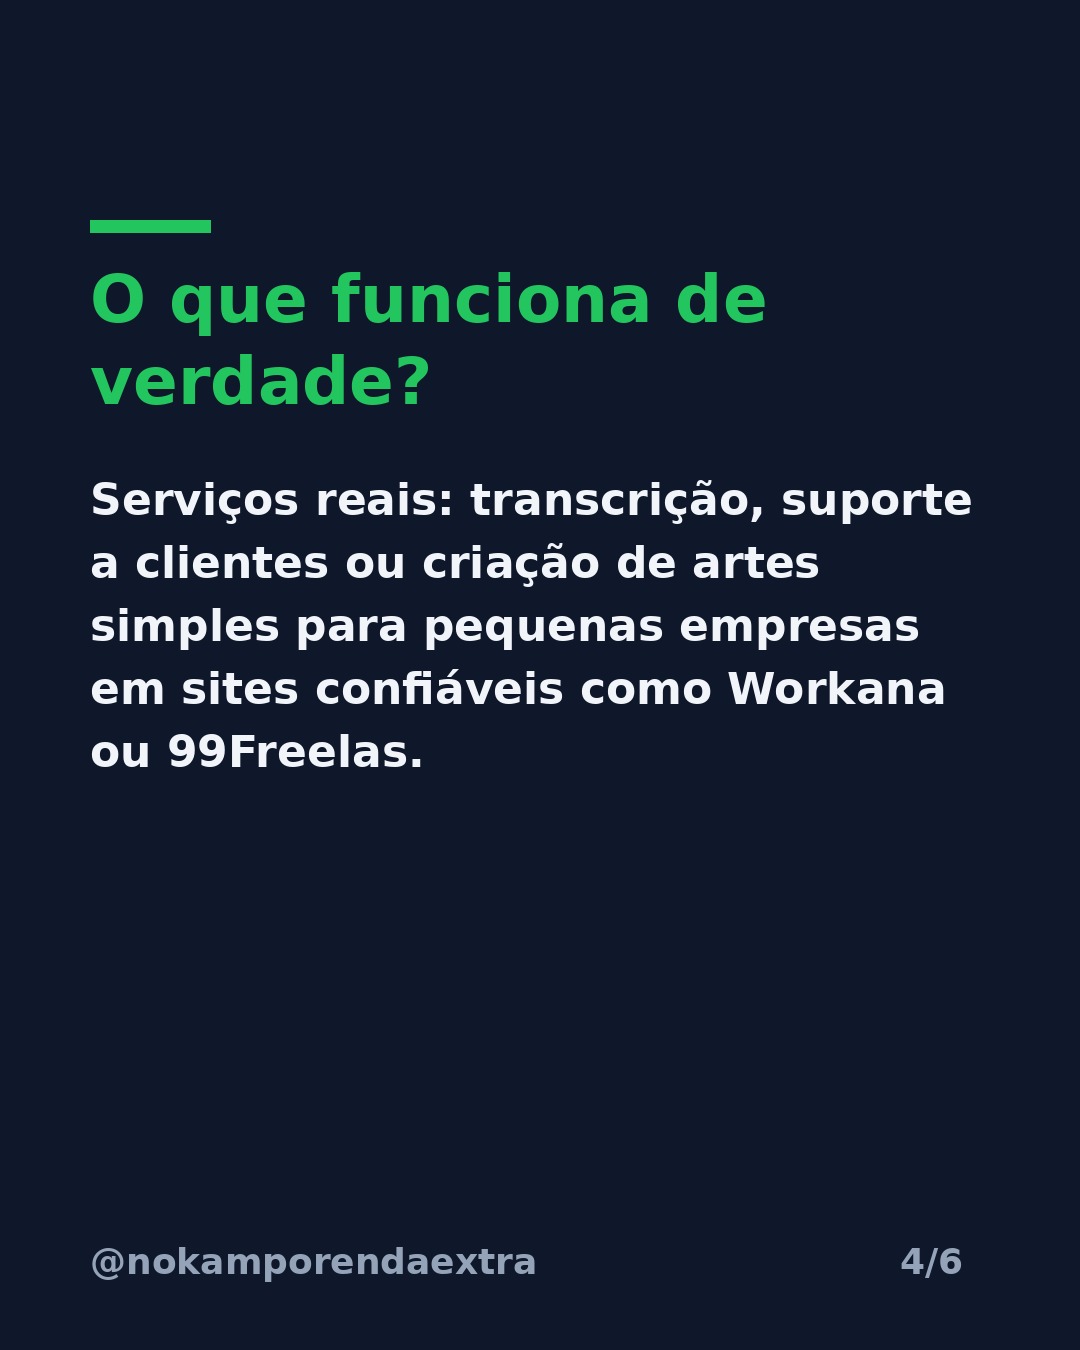 O que funciona de
verdade?
Serviços reais: transcrição, suporte
a clientes ou criação de artes
simples para pequenas empresas
em sites confiáveis como Workana
ou 99Freelas.
@nokamporendaextra
4/6